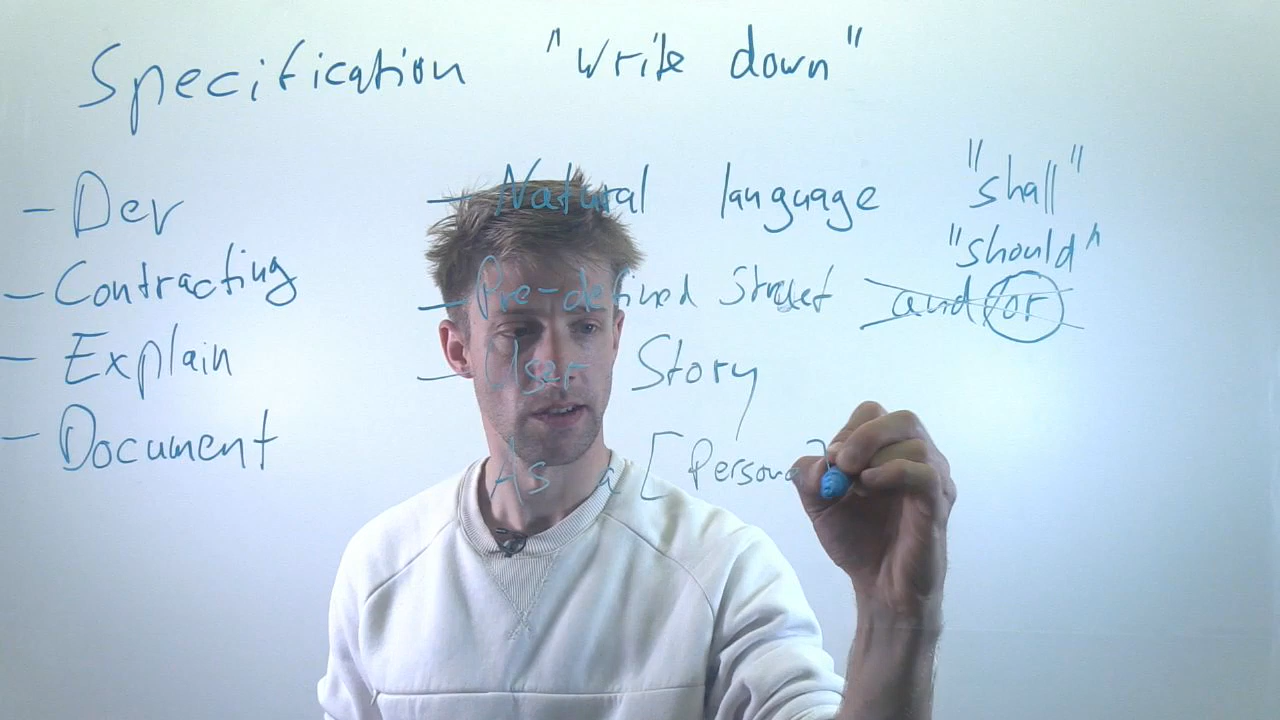 Specification "write down"
- Dev
- Contracting
- Explain
- Document
- Natural language "shall"
"should"
- Pre-defined and or
- User Story
As a [Persona]